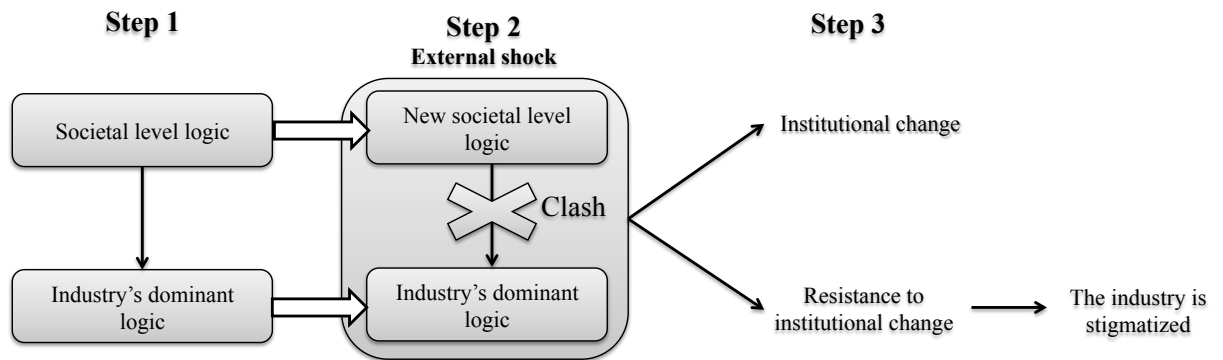 Step 1
Step 2
External shock
Step 3
Societal level logic
New societal level
logic
Institutional change
Clash
Industry’s dominant
logic
Industry’s dominant
logic
Resistance to
institutional change
The industry is
stigmatized